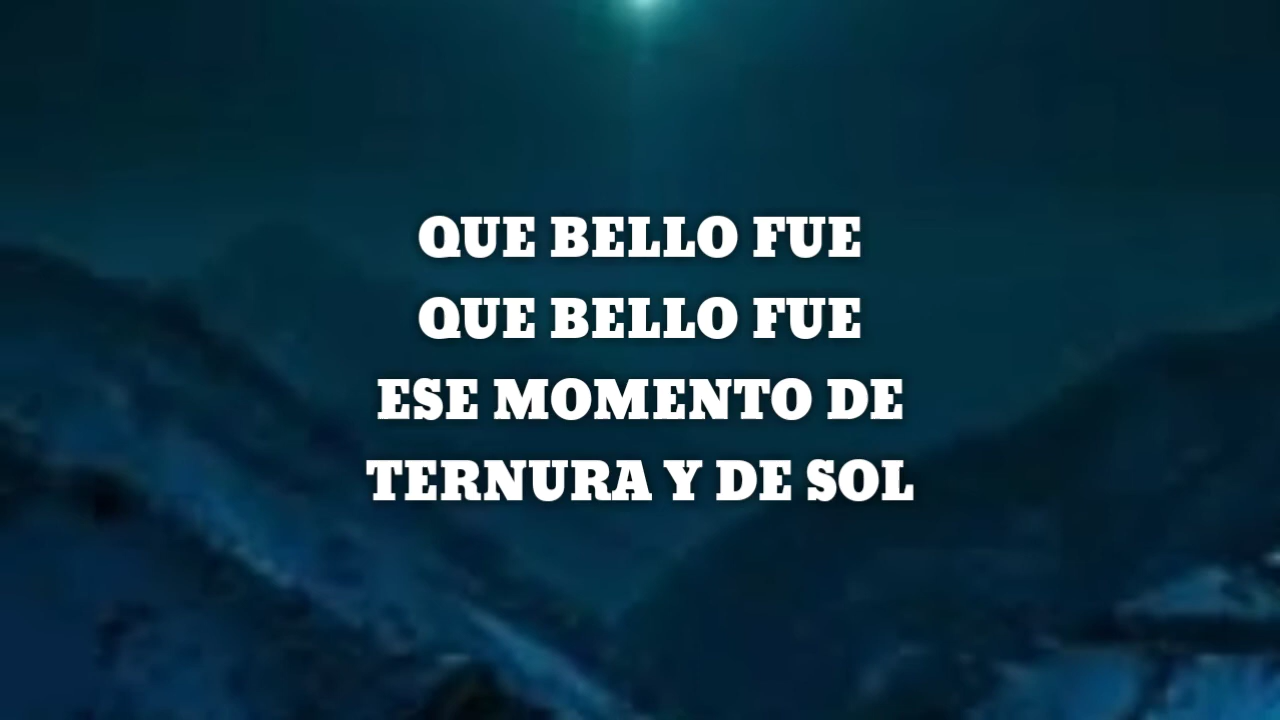 QUE BELLO FUE
QUE BELLO FUE
ESE MOMENTO DE
TERNURA Y DE SOL